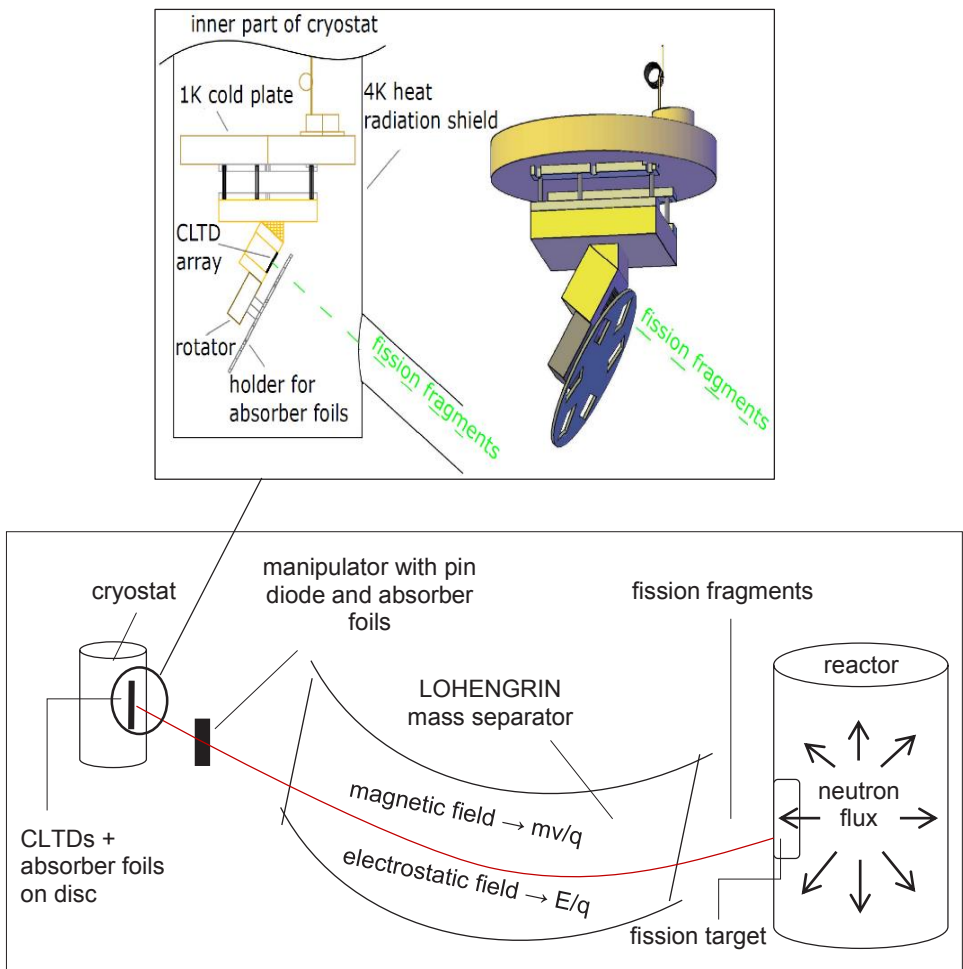 inner part of cryostat
1K cold plate
4K heat
radiation shield
CLTD
array
rotator
holder for
absorber foils
fission fragments
fission fragments
cryostat
manipulator with pin
diode and absorber
foils
fission fragments
reactor
LOHENGRIN
mass separator
neutron
flux
magnetic field → mv/q
electrostatic field → E/q
CLTDs +
absorber foils
on disc
fission target